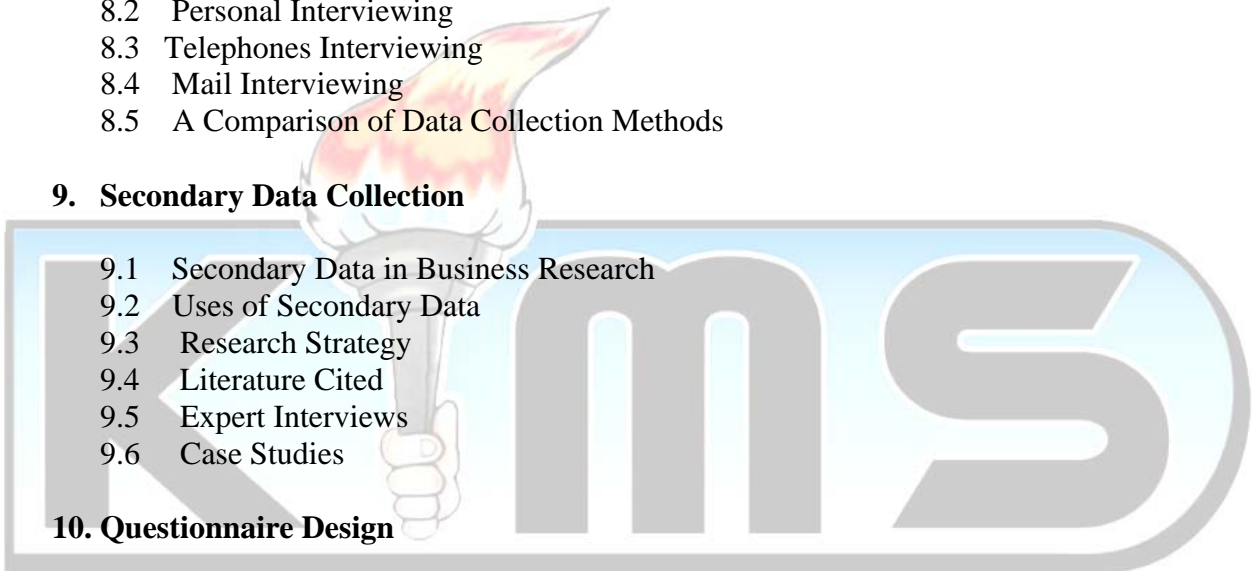 8.2 Personal Interviewing
8.3 Telephones Interviewing
8.4 Mail Interviewing
8.5 A Comparison of Data Collection Methods
9. Secondary Data Collection
9.1 Secondary Data in Business Research
9.2 Uses of Secondary Data
9.3 Research Strategy
9.4 Literature Cited
9.5 Expert Interviews
9.6 Case Studies
10. Questionnaire Design
KIMS